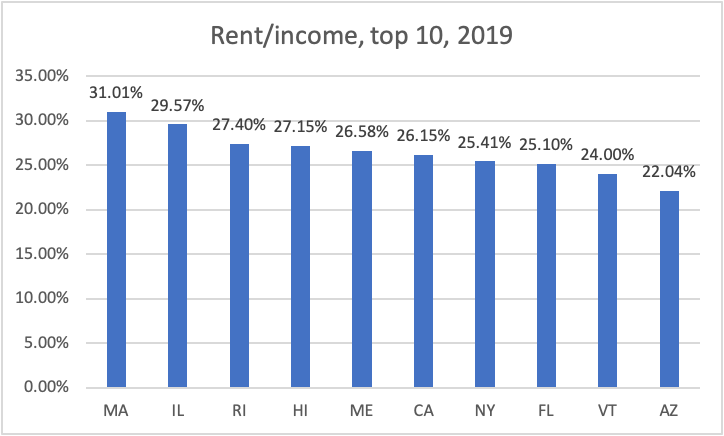 Rent/income, top 10, 2019
35.00%
30.00%
25.00%
20.00%
15.00%
10.00%
5.00%
0.00%
31.01% 29.57% 27.40% 27.15% 26.58% 26.15% 25.41% 25.10% 24.00% 22.04%
MA IL RI HI ME CA NY FL VT AZ